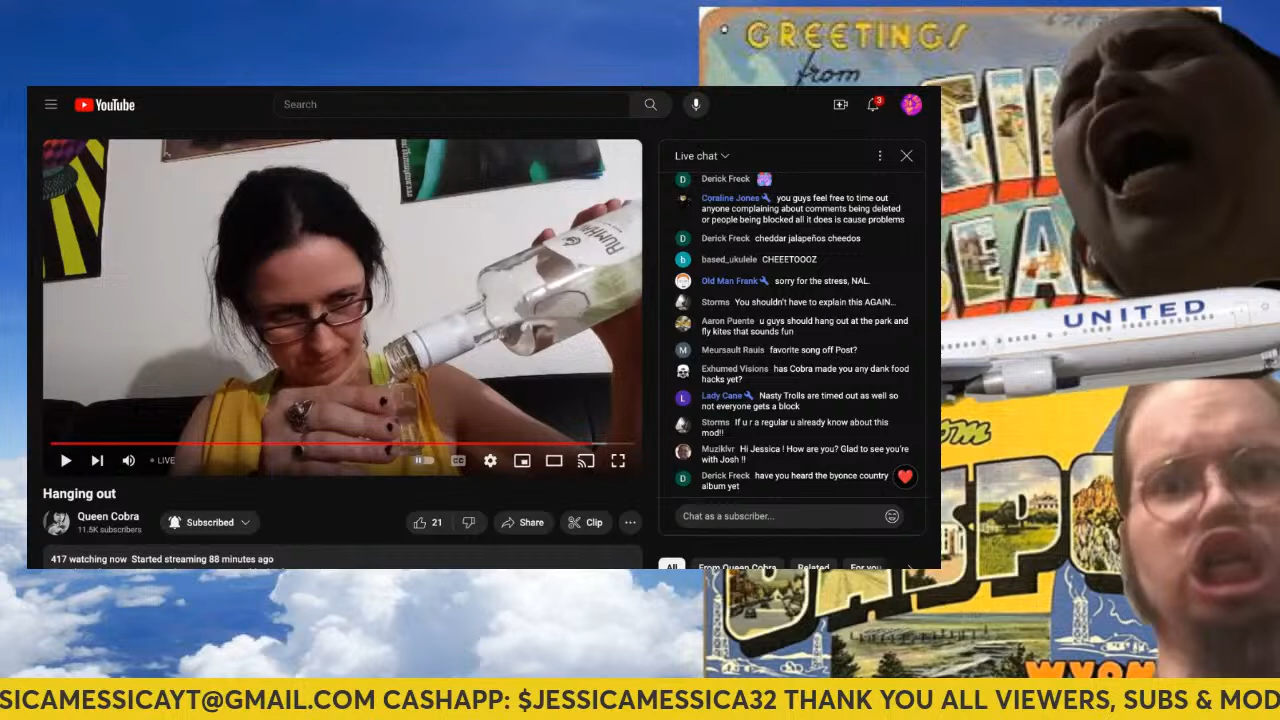 GREETINGS
from
YouTube
Search
3
UNITED
LIVE
Hanging out
Queen Cobra
11.5K subscribers
Subscribed
21
Share
Clip
417 watching now Started streaming 88 minutes ago
Live chat
Derick Freck
Coraline Jones you guys feel free to time out
anyone complaining about comments being deleted
or people being blocked all it does is cause problems
Derick Freck cheddar jalapeños cheedos
based_ukulele CHEEETOOOZ
Old Man Frank sorry for the stress, NAL.
Storms You shouldn't have to explain this AGAIN...
Aaron Puente u guys should hang out at the park and
fly kites that sounds fun
Meursault Rauis favorite song off Post?
Exhumed Visions has Cobra made you any dank food
hacks yet?
Lady Cane Nasty Trolls are timed out as well so
not everyone gets a block
Storms If u r a regular u already know about this
mod!!
Muziklvr Hi Jessica ! How are you? Glad to see you're
with Josh !!
Derick Freck have you heard the byonce country
album yet
Chat as a subscriber...
All From Queen Cobra Related For you
SICAMESSICAYT@GMAIL.COM CASHAPP: $JESSICAMESSICA32 THANK YOU ALL VIEWERS, SUBS & MOD